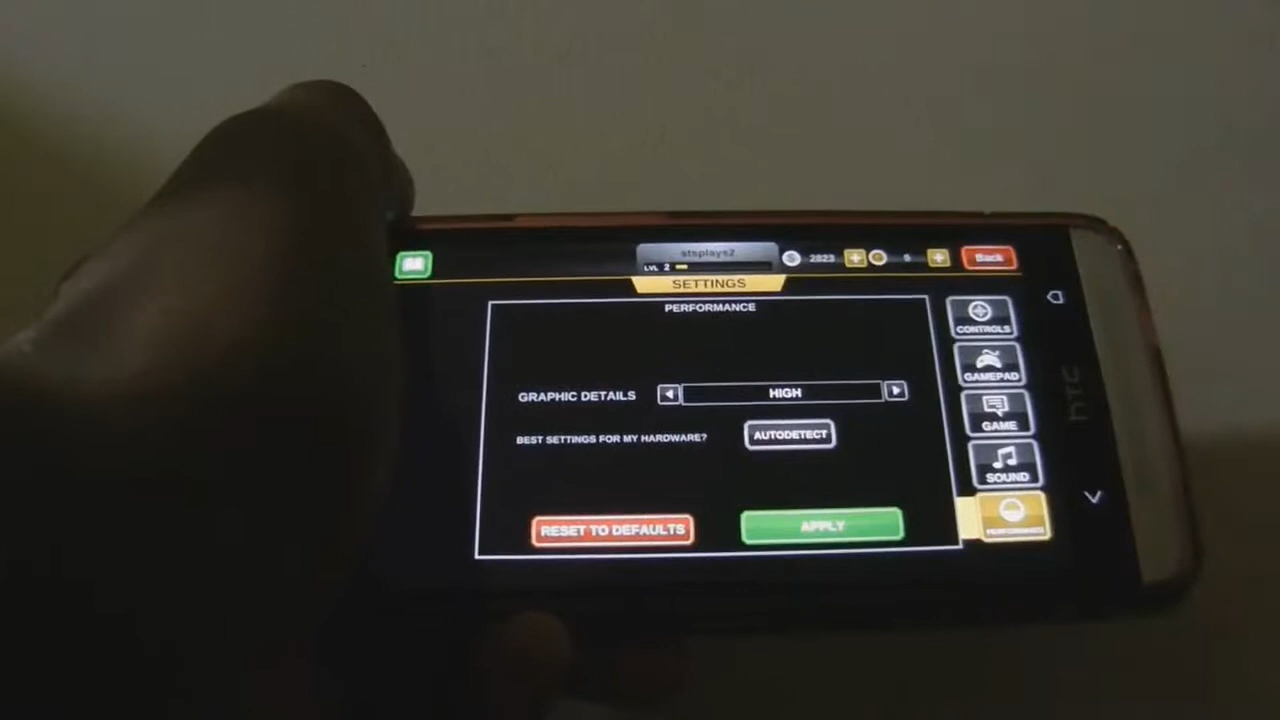 stsplays2
LVL 2
2823
Back
SETTINGS
PERFORMANCE
GRAPHIC DETAILS
HIGH
BEST SETTINGS FOR MY HARDWARE?
AUTODETECT
RESET TO DEFAULTS
APPLY
CONTROLS
GAMEPAD
GAME
SOUND
PERFORMANCE
hTC